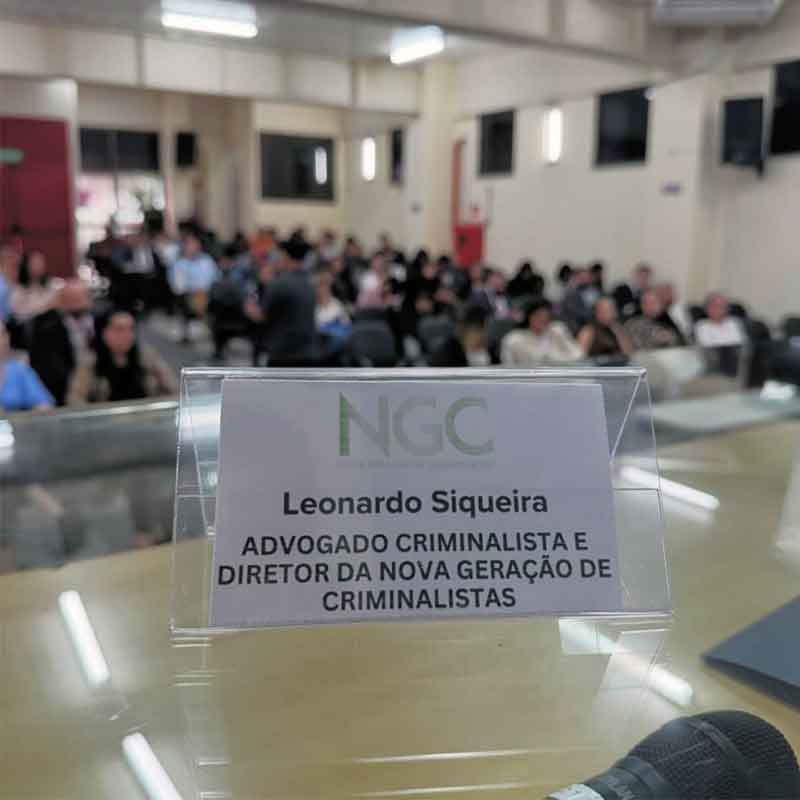 NGC
Leonardo Siqueira
ADVOGADO CRIMINALISTA E
DIRETOR DA NOVA GERAÇÃO DE
CRIMINALISTAS